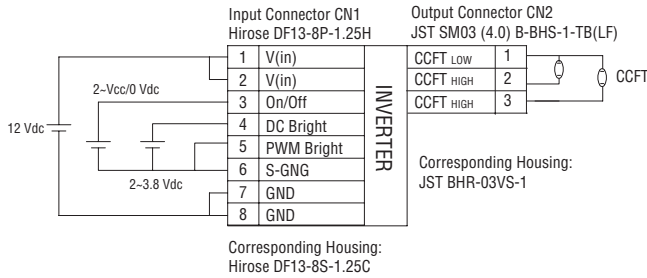 Input Connector CN1
Hirose DF13-8P-1.25H
Output Connector CN2
JST SM03 (4.0) B-BHS-1-TB(LF)
1 V(in)
2 V(in)
3 On/Off
4 DC Bright
5 PWM Bright
6 S-GNG
7 GND
8 GND
INVERTER
CCFT LOW 1
CCFT HIGH 2
CCFT HIGH 3
CCFT
2~Vcc/0 Vdc
12 Vdc
2~3.8 Vdc
Corresponding Housing:
JST BHR-03VS-1
Corresponding Housing:
Hirose DF13-8S-1.25C